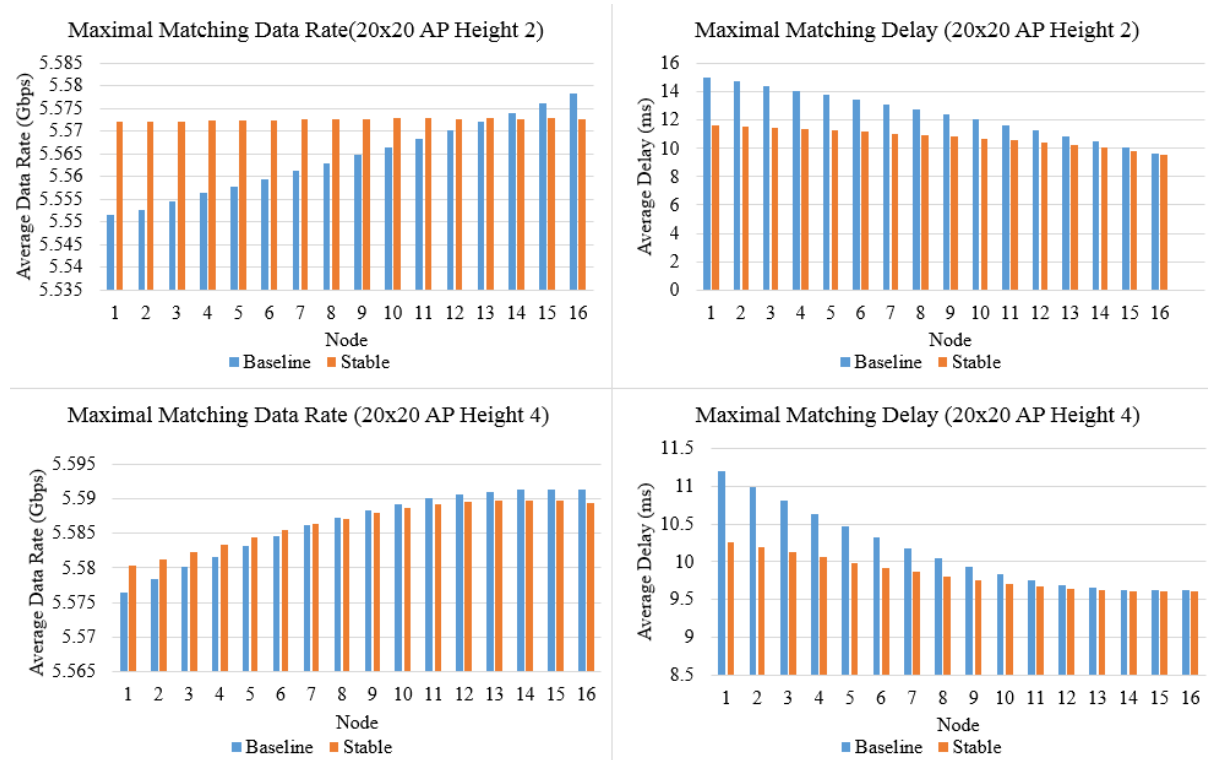 Maximal Matching Data Rate(20x20 AP Height 2)
Average Data Rate (Gbps)
5.585
5.58
5.575
5.57
5.565
5.56
5.555
5.55
5.545
5.54
5.535
1 2 3 4 5 6 7 8 9 10 11 12 13 14 15 16
Node
Baseline Stable
Maximal Matching Delay (20x20 AP Height 2)
Average Delay (ms)
16
14
12
10
8
6
4
2
0
1 2 3 4 5 6 7 8 9 10 11 12 13 14 15 16
Node
Baseline Stable
Maximal Matching Data Rate (20x20 AP Height 4)
Average Data Rate (Gbps)
5.595
5.59
5.585
5.58
5.575
5.57
5.565
1 2 3 4 5 6 7 8 9 10 11 12 13 14 15 16
Node
Baseline Stable
Maximal Matching Delay (20x20 AP Height 4)
Average Delay (ms)
11.5
11
10.5
10
9.5
9
8.5
1 2 3 4 5 6 7 8 9 10 11 12 13 14 15 16
Node
Baseline Stable